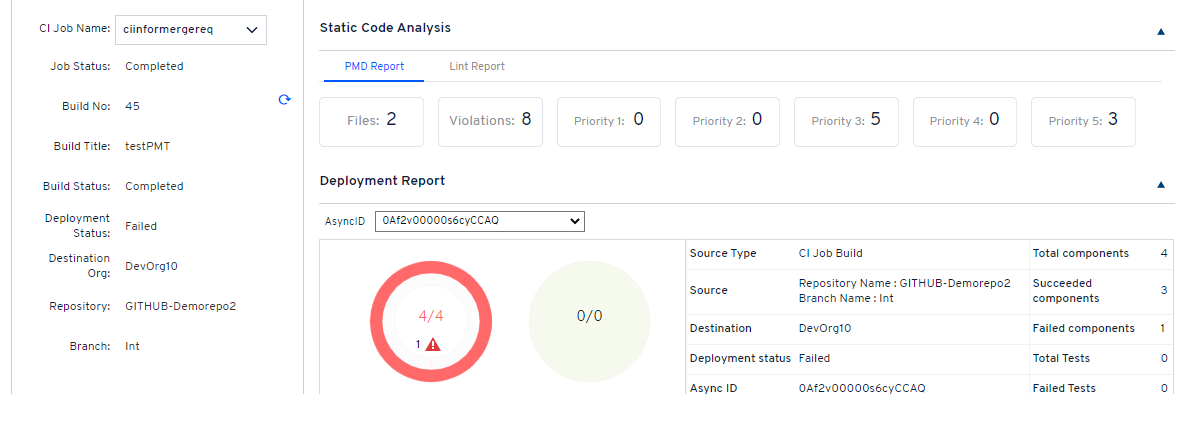 CI Job Name: ciinformergereq
Job Status: Completed
Build No: 45
Build Title: testPMT
Build Status: Completed
Deployment
Status: Failed
Destination
Org: DevOrg10
Repository: GITHUB-Demorepo2
Branch: Int
Static Code Analysis
PMD Report Lint Report
Files: 2 Violations: 8 Priority 1: 0 Priority 2: 0 Priority 3: 5 Priority 4: 0 Priority 5: 3
Deployment Report
AsyncID 0Af2v00000s6cyCCAQ
4/4
1
0/0
Source Type CI Job Build Total components 4
Source Repository Name : GITHUB-Demorepo2
Branch Name : Int
Succeeded
components 3
Destination DevOrg10 Failed components 1
Deployment status Failed Total Tests 0
Async ID 0Af2v00000s6cyCCAQ Failed Tests 0